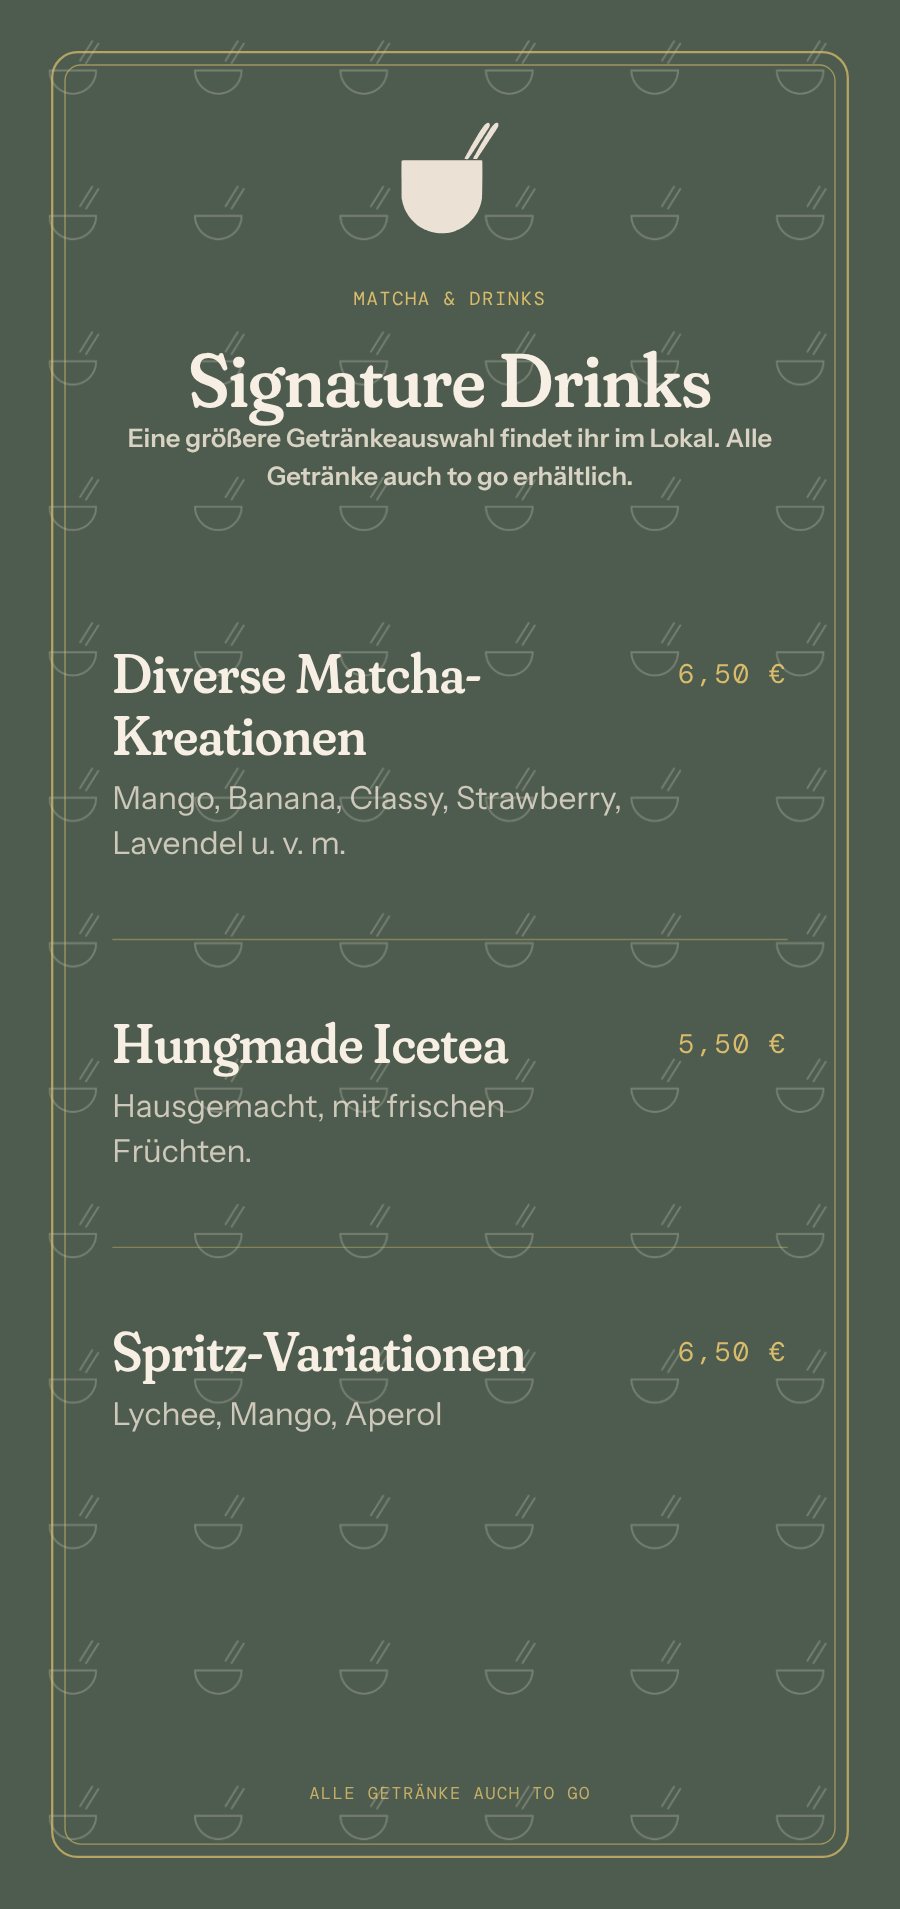 MATCHA & DRINKS
Signature Drinks
Eine größere Getränkeauswahl findet ihr im Lokal. Alle
Getränke auch to go erhältlich.
Diverse Matcha-
Kreationen
6,50 €
Mango, Banana, Classy, Strawberry,
Lavendel u. v. m.
Hungmade Icetea
5,50 €
Hausgemacht, mit frischen
Früchten.
Spritz-Variationen
6,50 €
Lychee, Mango, Aperol
ALLE GETRÄNKE AUCH TO GO